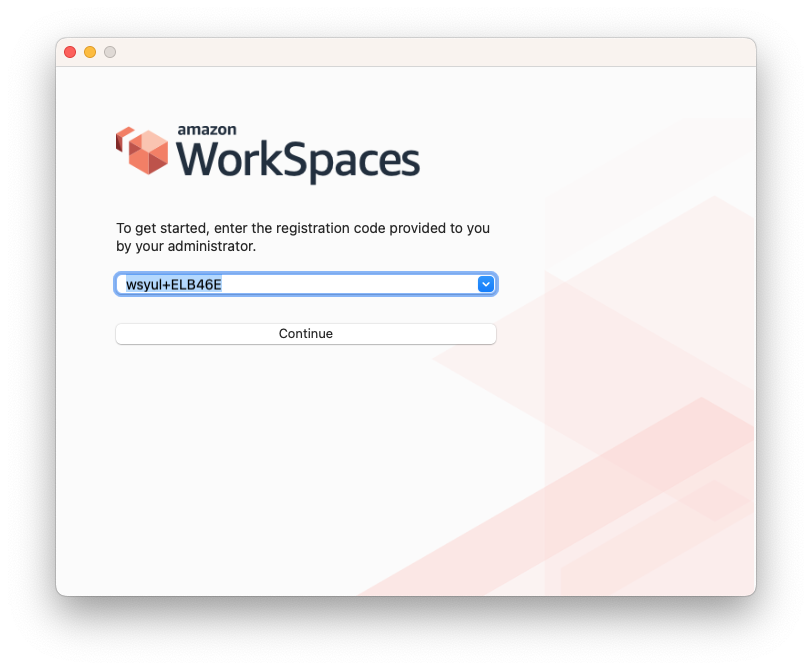 amazon
WorkSpaces
To get started, enter the registration code provided to you
by your administrator.
wsyul+ELB46E
Continue